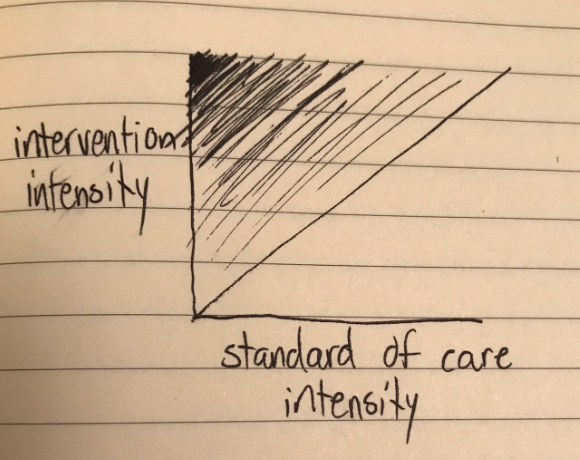 intervention
intensity
standard of care
intensity